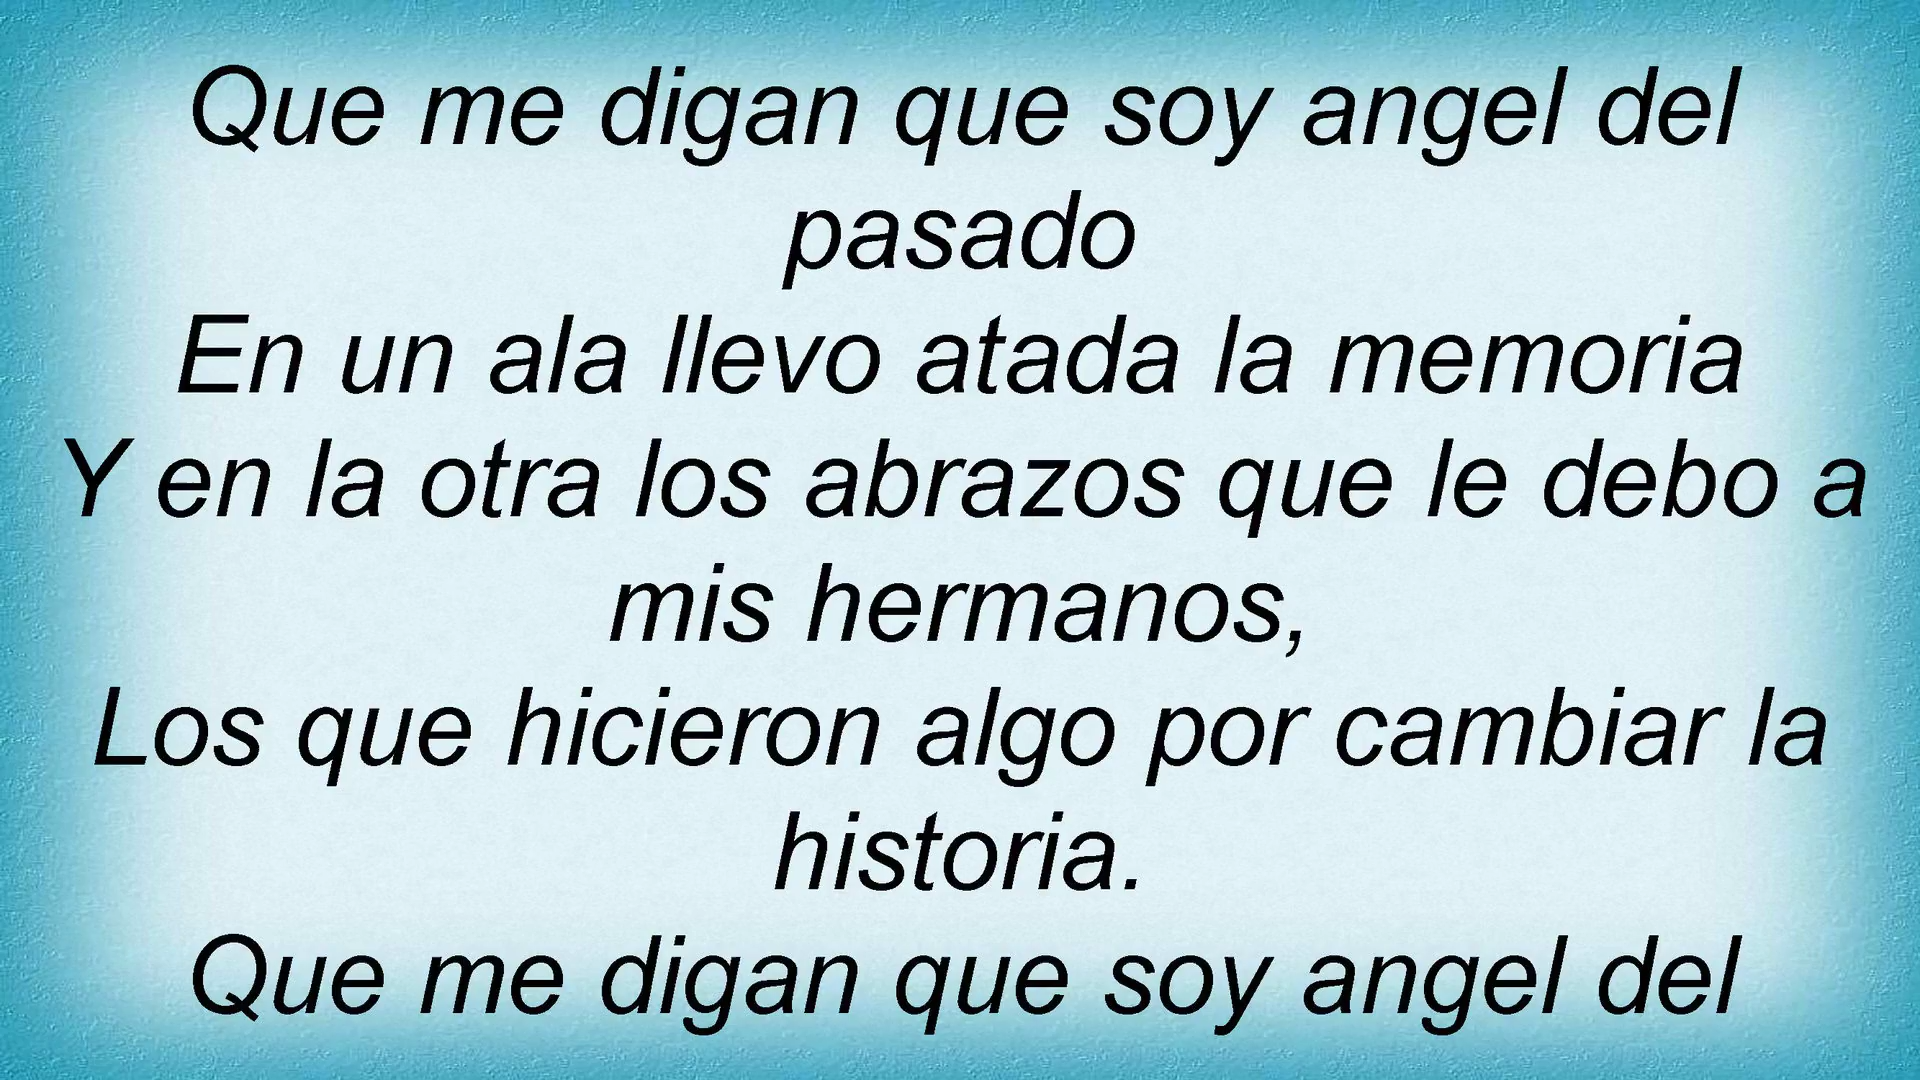 Que me digan que soy angel del
pasado
En un ala llevo atada la memoria
Y en la otra los abrazos que le debo a
mis hermanos,
Los que hicieron algo por cambiar la
historia.
Que me digan que soy angel del